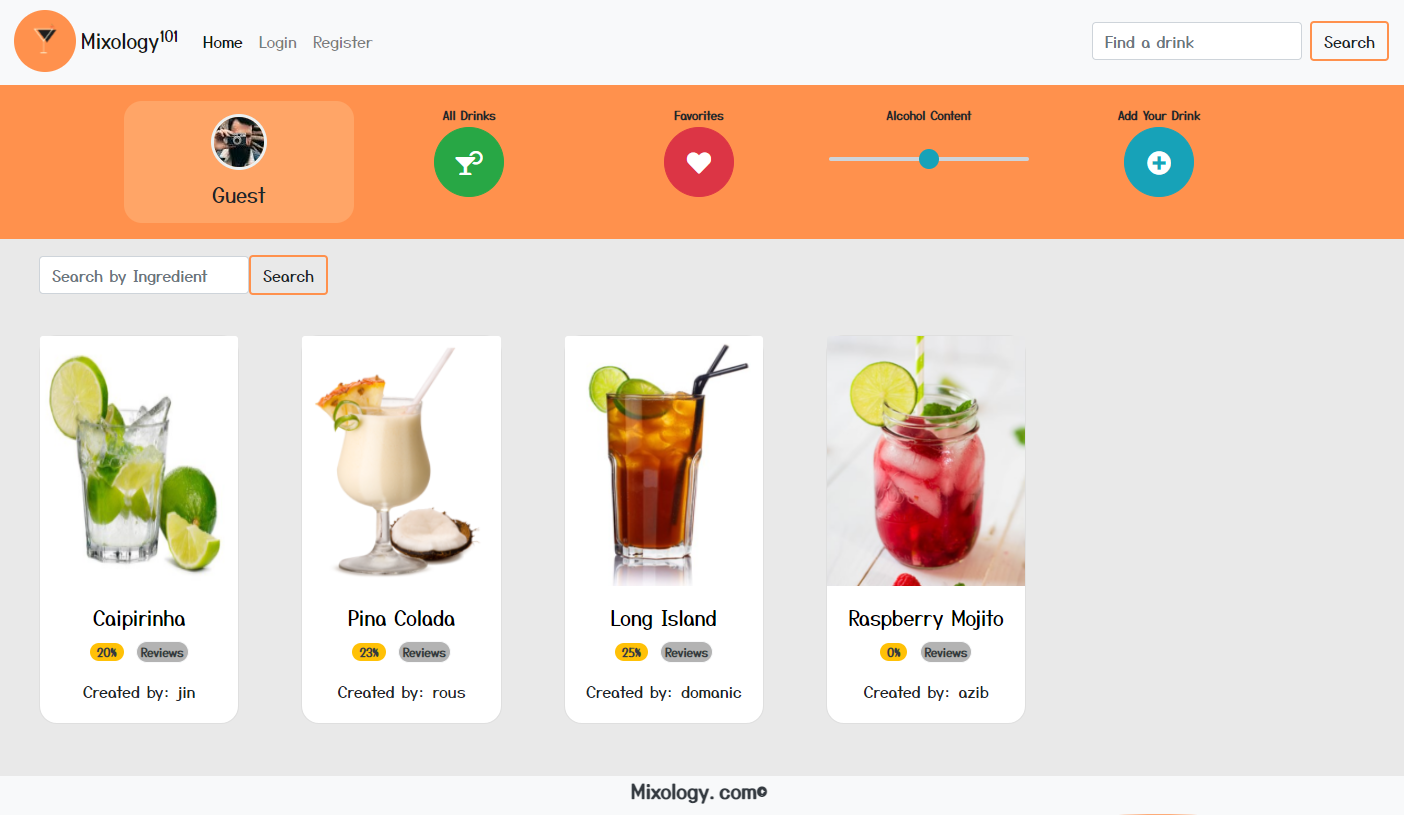 Mixology101 Home Login Register Find a drink Search
All Drinks Favorites Alcohol Content Add Your Drink
Guest
Search by Ingredient Search
Caipirinha Pina Colada Long Island Raspberry Mojito
20% Reviews 23% Reviews 25% Reviews 0% Reviews
Created by: jin Created by: rous Created by: domanic Created by: azib
Mixology. com©